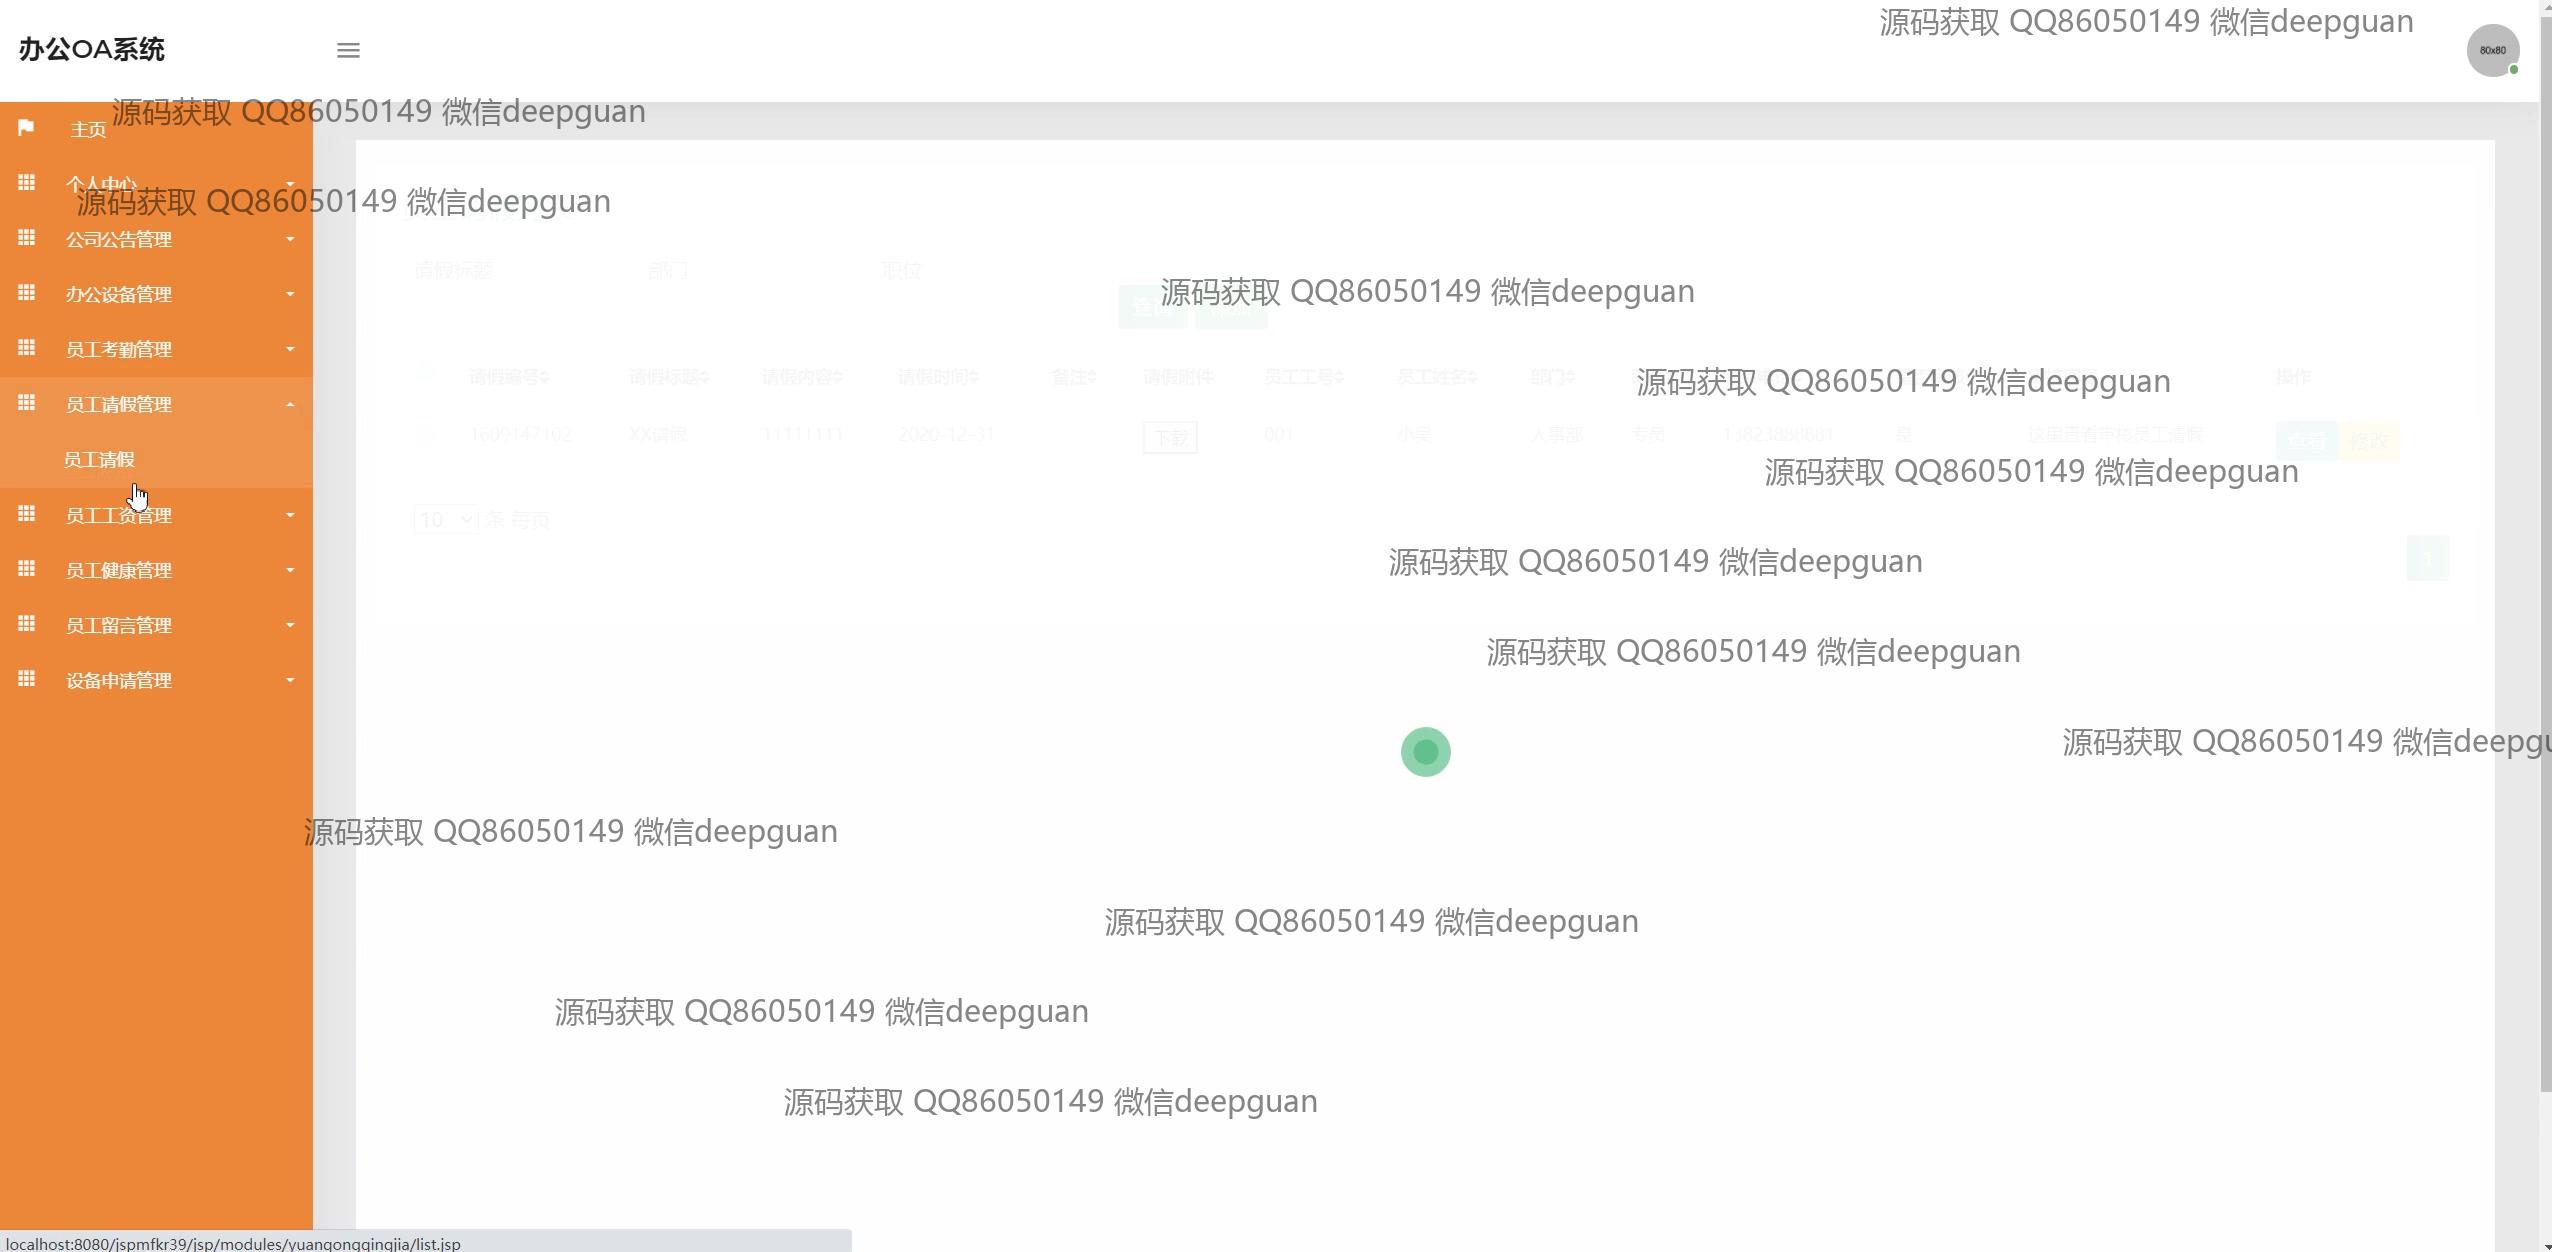 源码获取 QQ86050149 微信deepguan
办公OA系统
80x80
源码获取 QQ86050149 微信deepguan
主页
个人中心
源码获取 QQ86050149 微信deepguan
公司公告管理
请假标题 部门 职位
办公设备管理
源码获取 QQ86050149 微信deepguan
员工考勤管理
请假编号 请假标题 请假内容 请假时间 备注 请假附件 员工工号 员工姓名 部门 操作
源码获取 QQ86050149 微信deepguan
员工请假管理
1609147102 XX请假 11111111 2020-12-31 下载 001 小吴 人事部 专员 13823888881 是 这里查看审核员工请假 查看 修改
员工请假
源码获取 QQ86050149 微信deepguan
员工工资管理
10 条 每页
源码获取 QQ86050149 微信deepguan
1
员工健康管理
员工留言管理
源码获取 QQ86050149 微信deepguan
设备申请管理
源码获取 QQ86050149 微信deepgu
源码获取 QQ86050149 微信deepguan
源码获取 QQ86050149 微信deepguan
源码获取 QQ86050149 微信deepguan
源码获取 QQ86050149 微信deepguan
localhost:8080/jspmfkr39/jsp/modules/yuangongqingjia/list.jsp